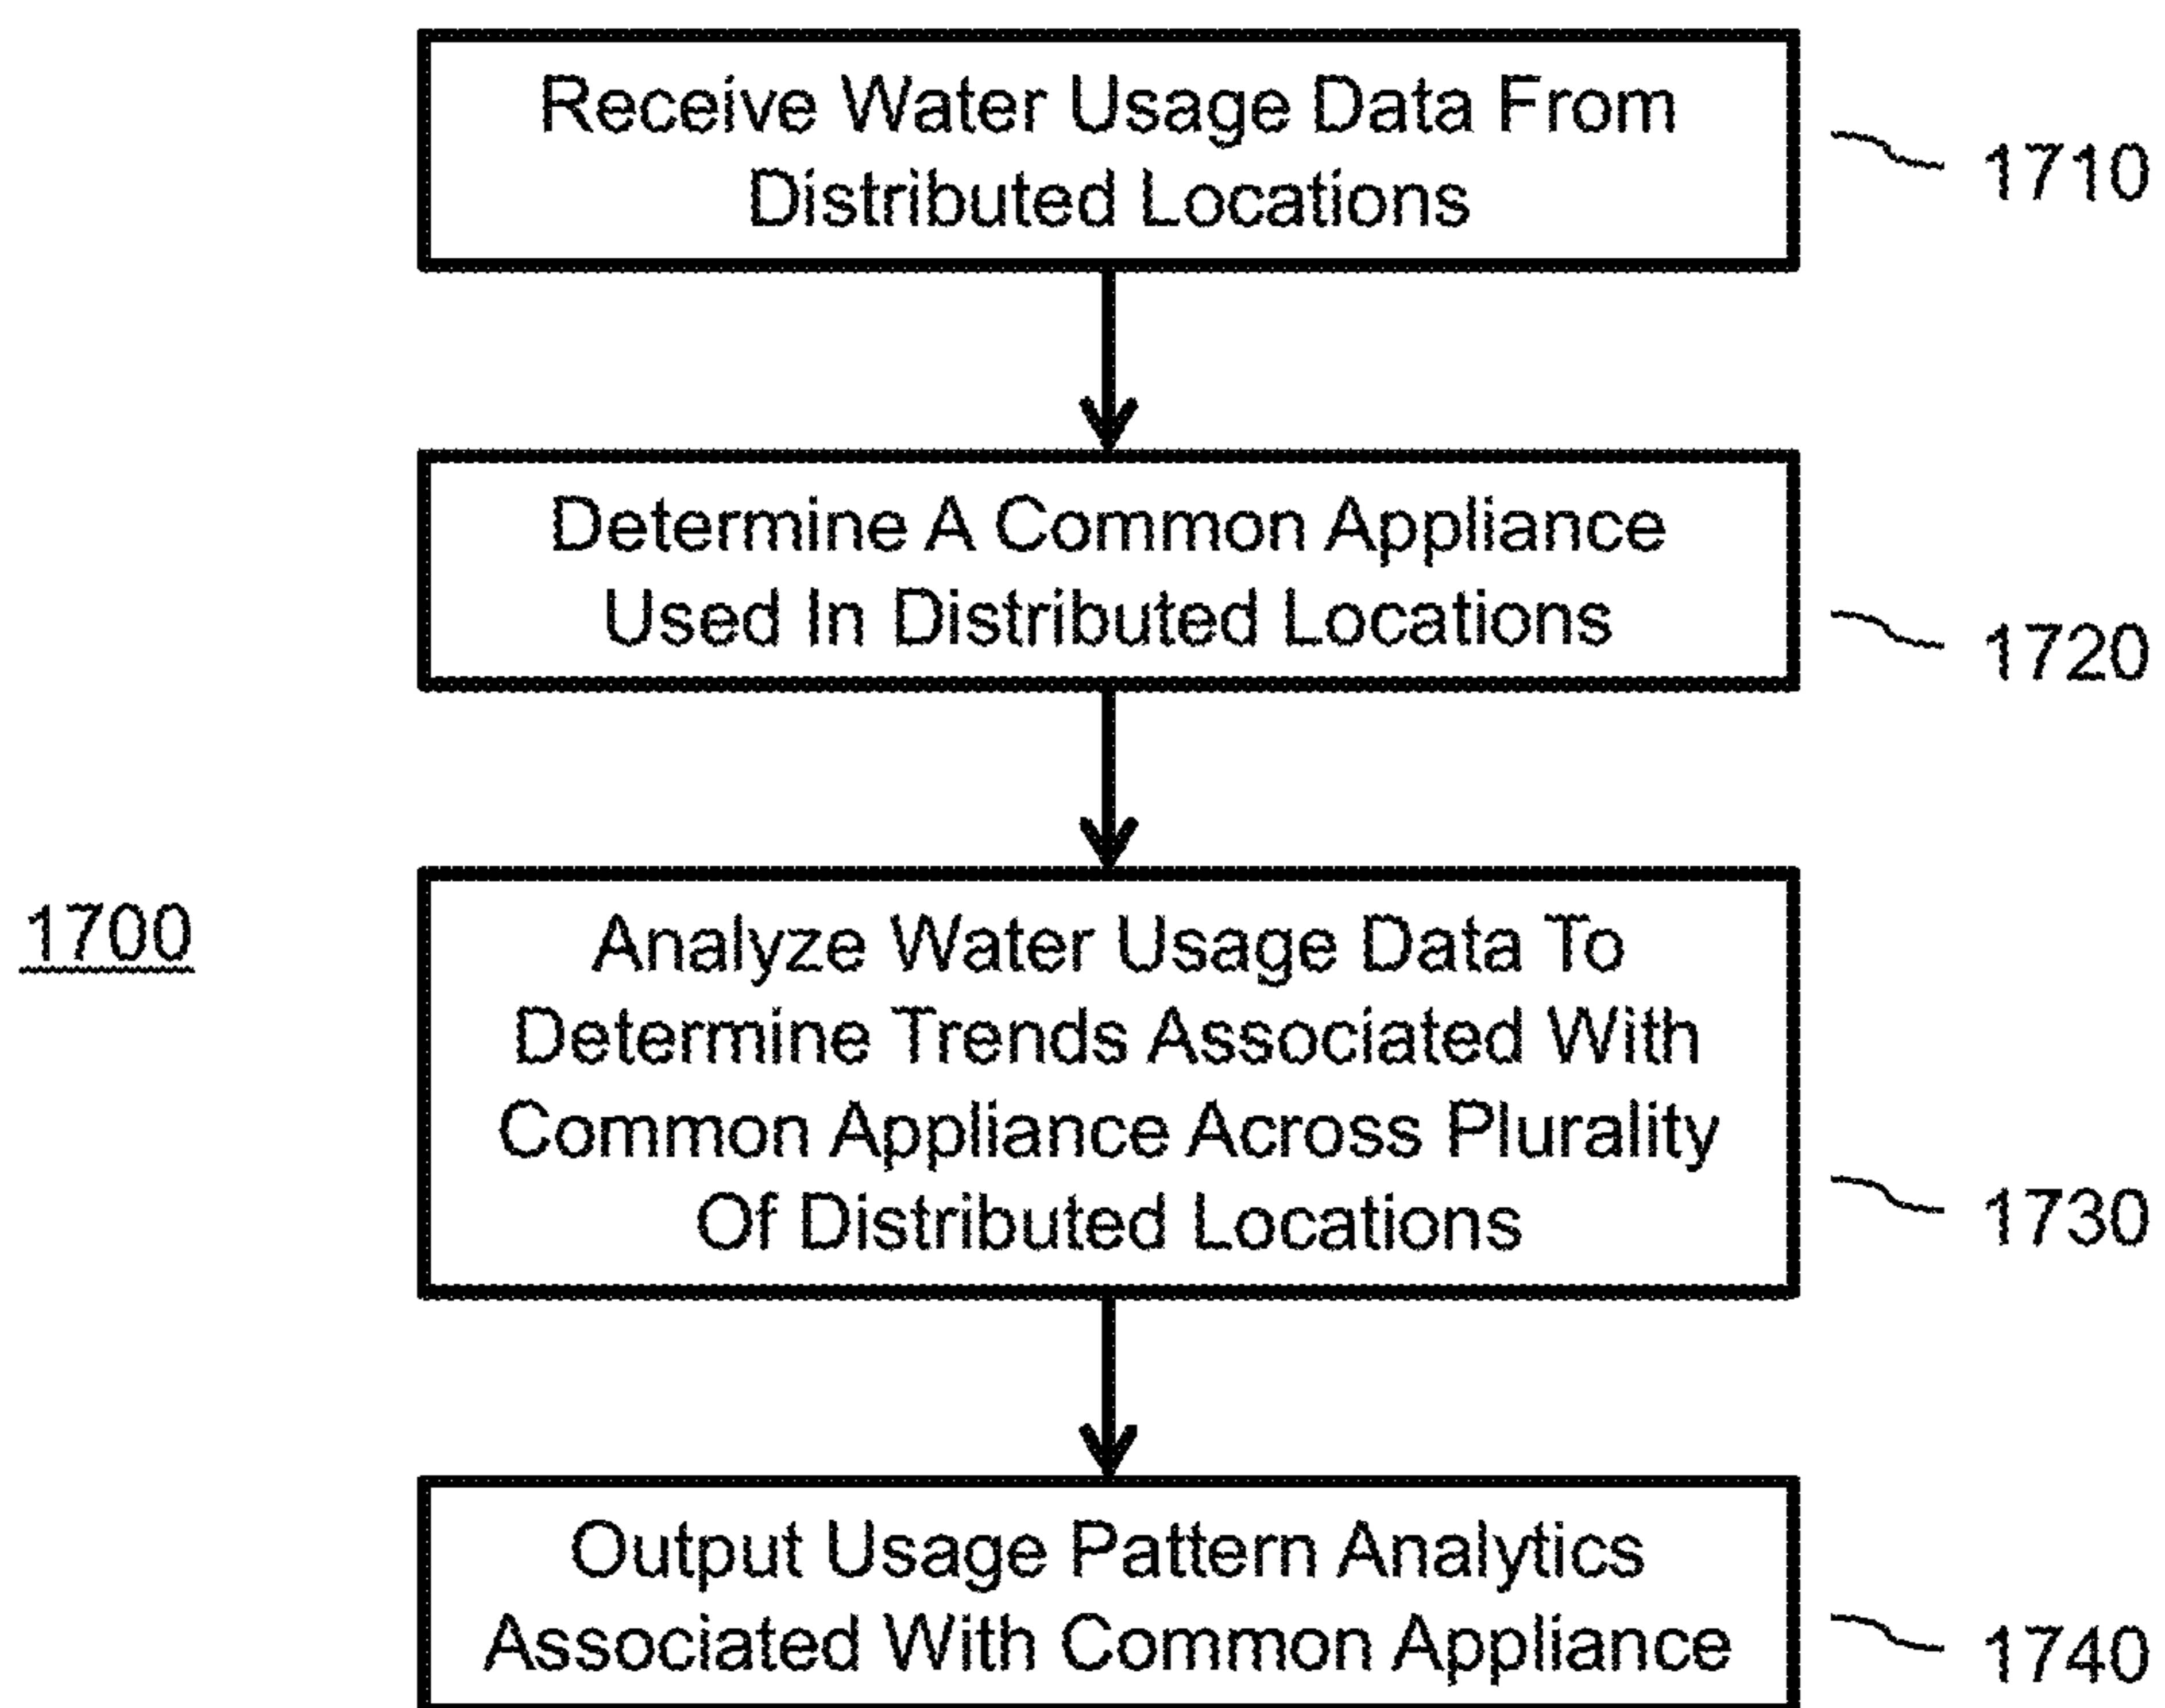 Receive Water Usage Data From
Distributed Locations
1710
Determine A Common Appliance
Used In Distributed Locations
1720
1700
Analyze Water Usage Data To
Determine Trends Associated With
Common Appliance Across Plurality
Of Distributed Locations
1730
Output Usage Pattern Analytics
Associated With Common Appliance
1740